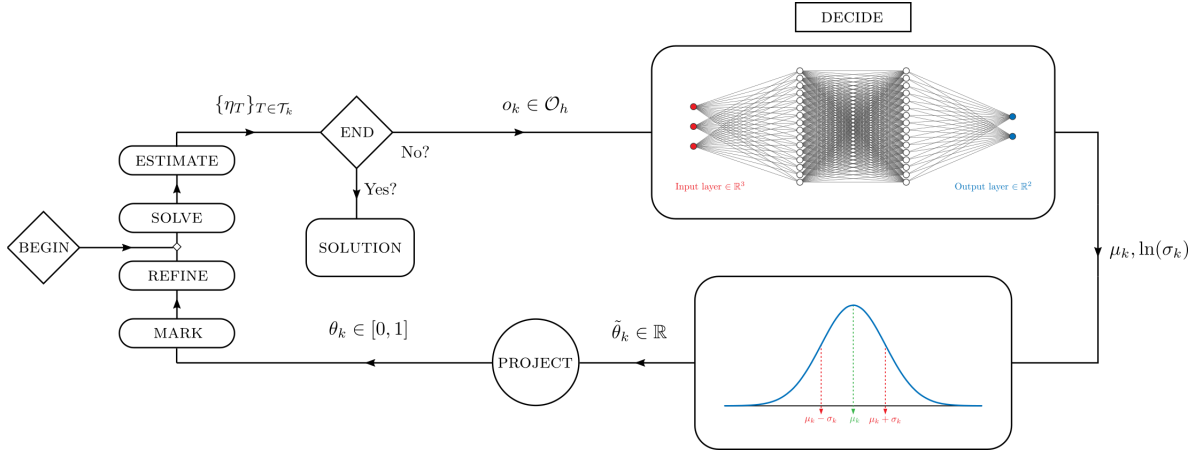 DECIDE
{η_T}_{T∈𝒯_k}
END
o_k ∈ 𝒪_h
No?
ESTIMATE
Yes?
Input layer ∈ ℝ³
Output layer ∈ ℝ²
SOLVE
BEGIN
SOLUTION
μ_k, ln(σ_k)
REFINE
MARK
θ_k ∈ [0, 1]
θ̃_k ∈ ℝ
PROJECT
μ_k − σ_k
μ_k
μ_k + σ_k